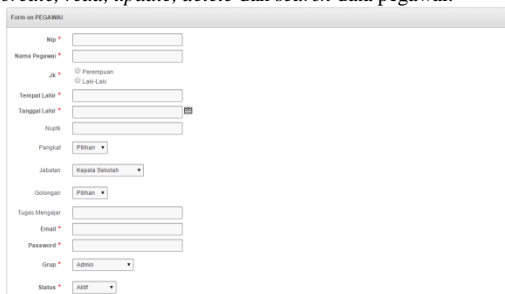 create, read, update, delete dan search data pegawai.
Form on PEGAWAI
Nip *
Nama Pegawai *
Jk *
Perempuan
Laki-Laki
Tempat Lahir *
Tanggal Lahir *
Nuptk
Pangkat Pilihan
Jabatan Kepala Sekolah
Golongan Pilihan
Tugas Mengajar
Email *
Password *
Grup * Admin
Status * Aktif